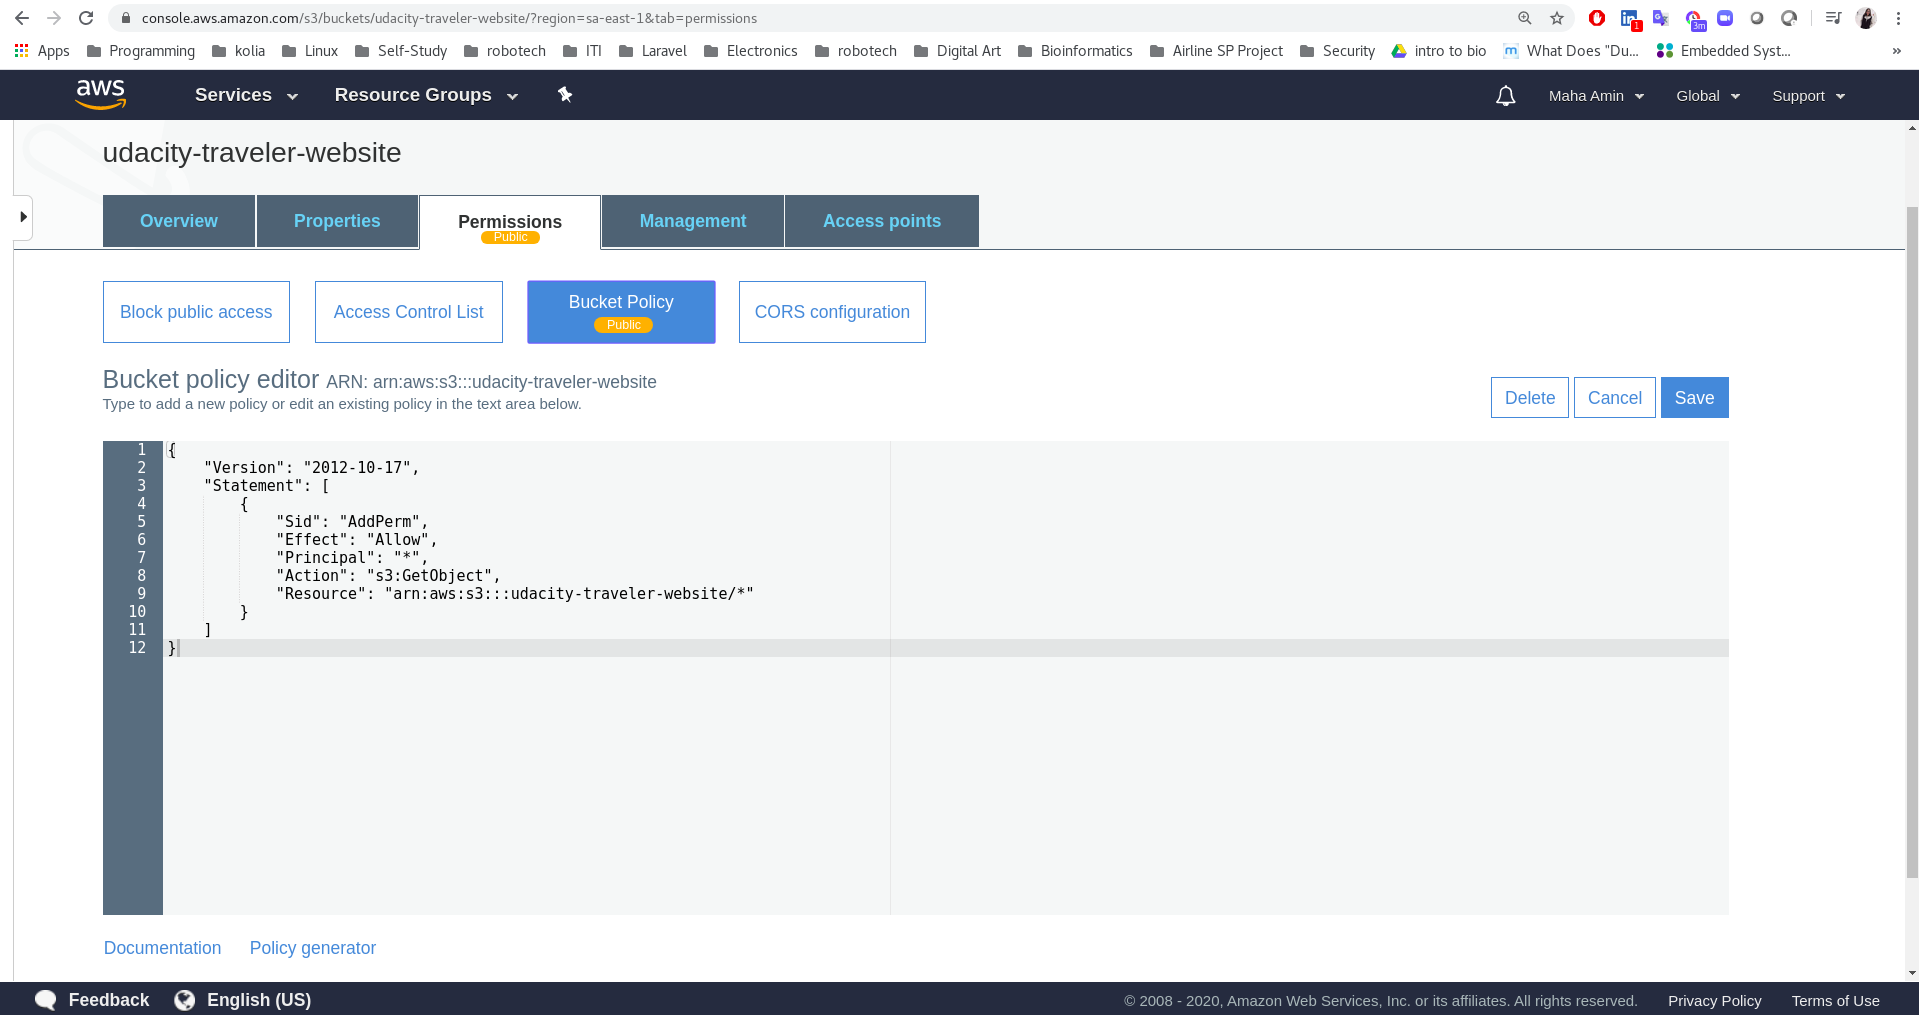 console.aws.amazon.com/s3/buckets/udacity-traveler-website/?region=sa-east-1&tab=permissions
1
3m
Apps Programming kolia Linux Self-Study robotech ITI Laravel Electronics robotech Digital Art Bioinformatics Airline SP Project Security intro to bio What Does "Du... Embedded Syst... »
aws Services Resource Groups Maha Amin Global Support
udacity-traveler-website
Overview Properties Permissions Management Access points
Public
Block public access Access Control List Bucket Policy CORS configuration
Public
Bucket policy editor ARN: arn:aws:s3:::udacity-traveler-website
Type to add a new policy or edit an existing policy in the text area below.
Delete Cancel Save
1 {
2 "Version": "2012-10-17",
3 "Statement": [
4 {
5 "Sid": "AddPerm",
6 "Effect": "Allow",
7 "Principal": "*",
8 "Action": "s3:GetObject",
9 "Resource": "arn:aws:s3:::udacity-traveler-website/*"
10 }
11 ]
12 }
Documentation Policy generator
Feedback English (US) © 2008 - 2020, Amazon Web Services, Inc. or its affiliates. All rights reserved. Privacy Policy Terms of Use